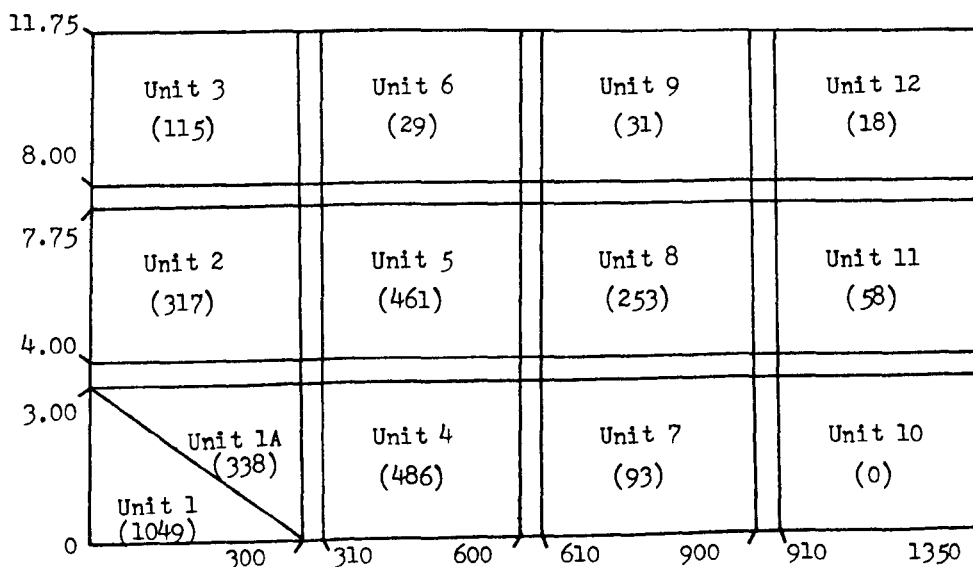 11.75
Unit 3 Unit 6 Unit 9 Unit 12
(115) (29) (31) (18)
8.00
7.75
Unit 2 Unit 5 Unit 8 Unit 11
(317) (461) (253) (58)
4.00
3.00
Unit 1A Unit 4 Unit 7 Unit 10
(338) (486) (93) (0)
Unit 1
(1049)
0
300 310 600 610 900 910 1350